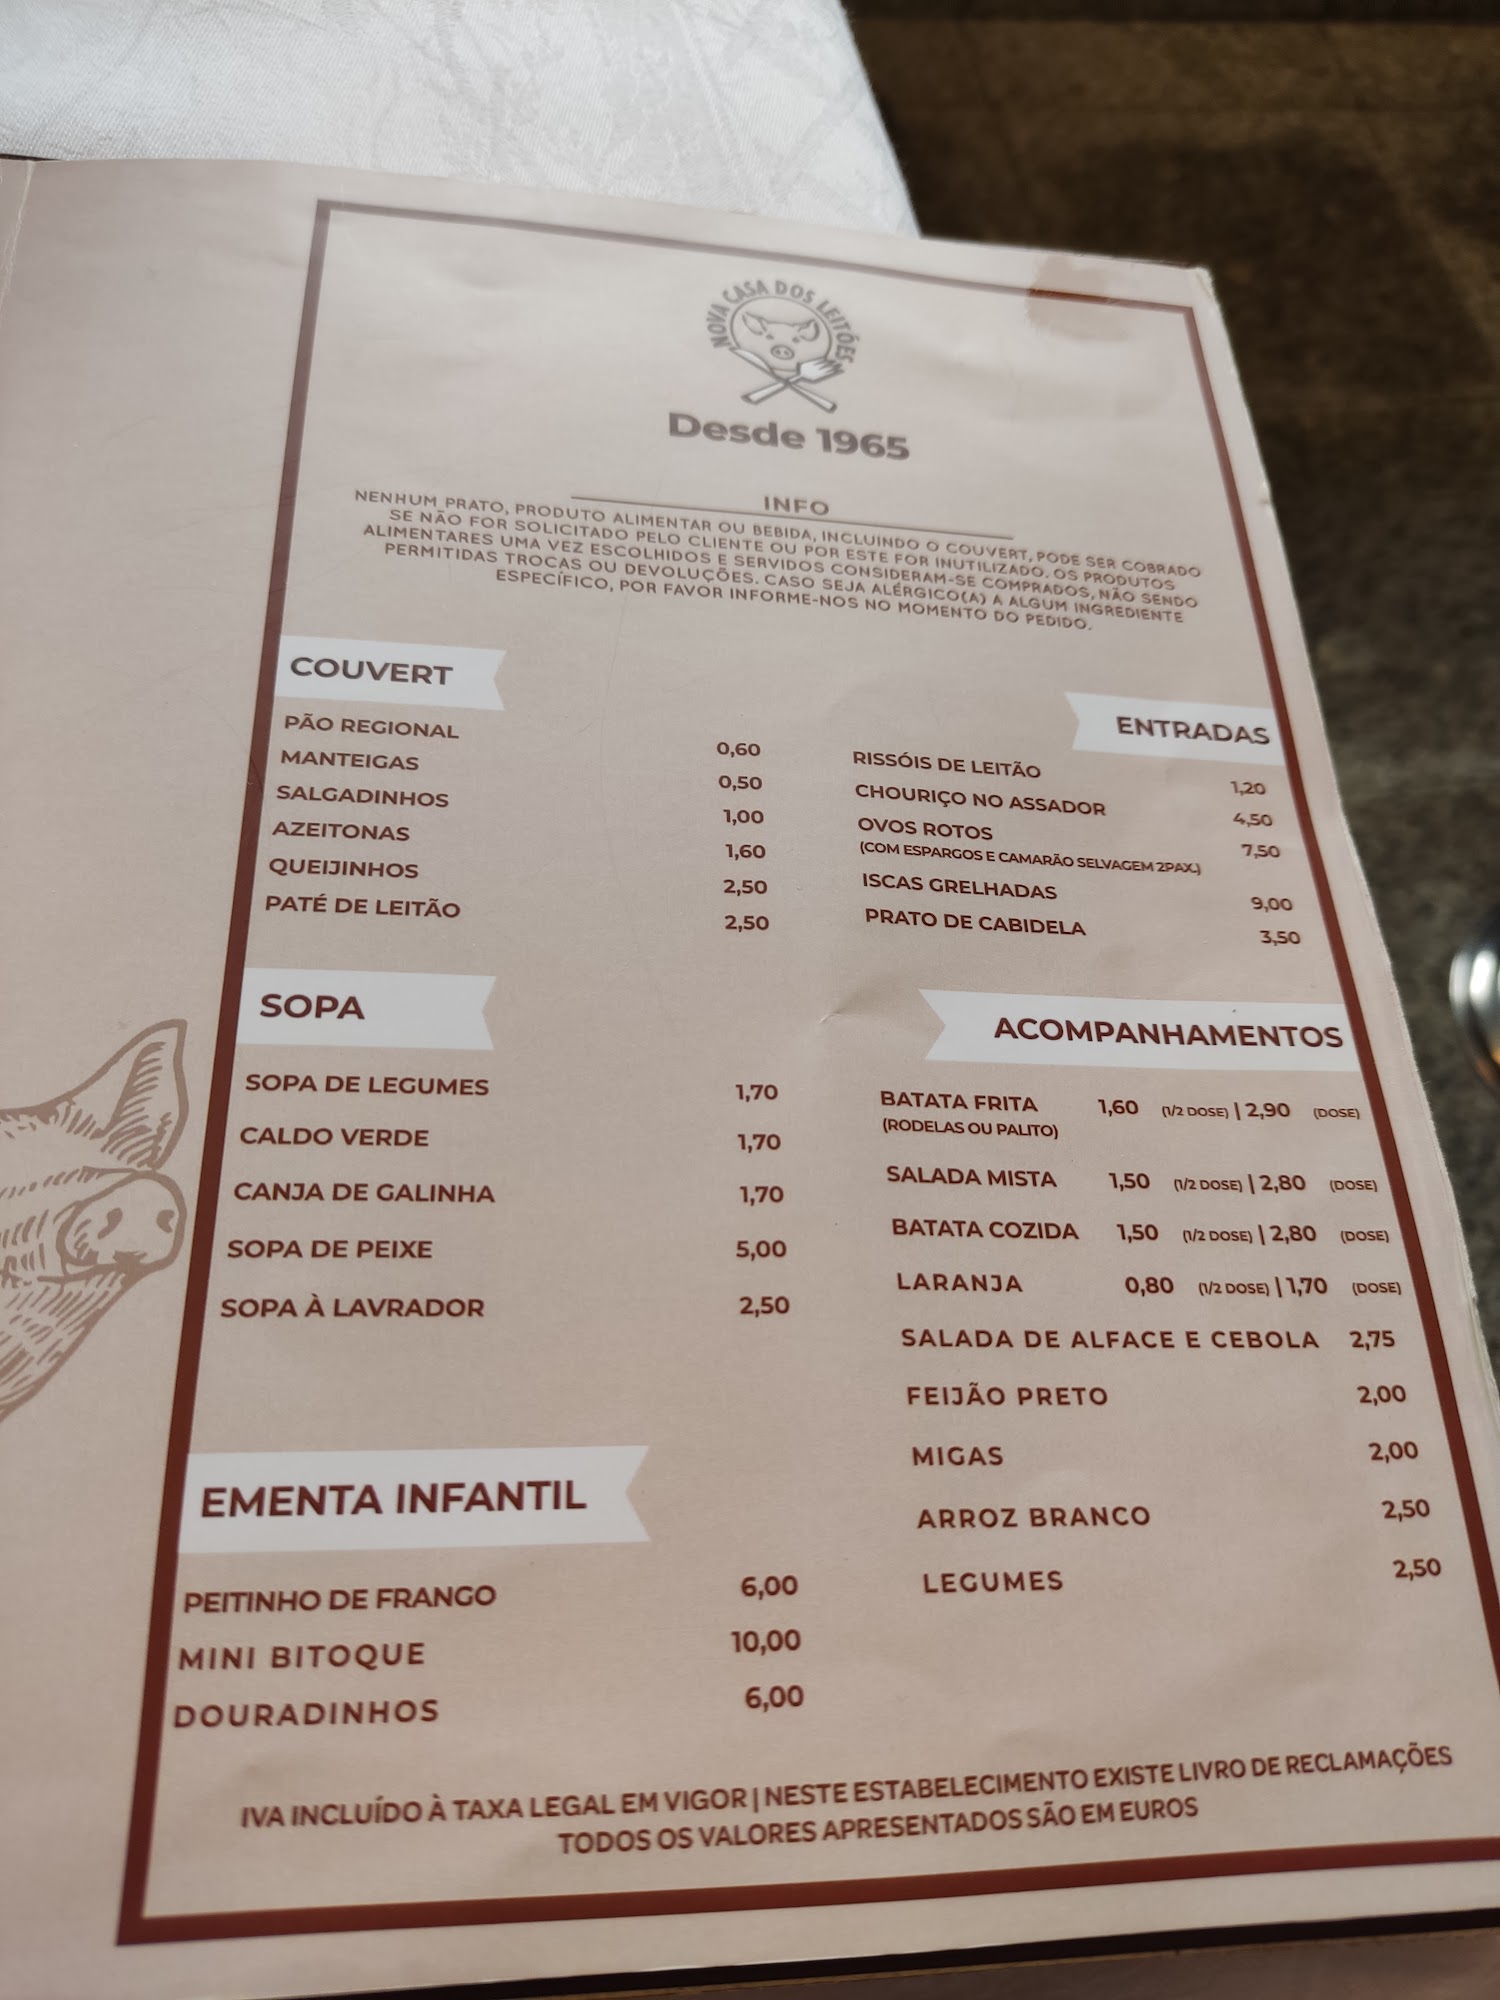 NOVA CASA DOS LEITÕES
Desde 1965
INFO
NENHUM PRATO, PRODUTO ALIMENTAR OU BEBIDA, INCLUINDO O COUVERT, PODE SER COBRADO
SE NÃO FOR SOLICITADO PELO CLIENTE OU POR ESTE FOR INUTILIZADO. OS PRODUTOS
ALIMENTARES UMA VEZ ESCOLHIDOS E SERVIDOS CONSIDERAM-SE COMPRADOS, NÃO SENDO
PERMITIDAS TROCAS OU DEVOLUÇÕES. CASO SEJA ALÉRGICO(A) A ALGUM INGREDIENTE
ESPECÍFICO, POR FAVOR INFORME-NOS NO MOMENTO DO PEDIDO.
COUVERT
PÃO REGIONAL 0,60
MANTEIGAS 0,50
SALGADINHOS 1,00
AZEITONAS 1,60
QUEIJINHOS 2,50
PATÉ DE LEITÃO 2,50
ENTRADAS
RISSÓIS DE LEITÃO 1,20
CHOURIÇO NO ASSADOR 4,50
OVOS ROTOS 7,50
(COM ESPARGOS E CAMARÃO SELVAGEM 2PAX.)
ISCAS GRELHADAS 9,00
PRATO DE CABIDELA 3,50
SOPA
SOPA DE LEGUMES 1,70
CALDO VERDE 1,70
CANJA DE GALINHA 1,70
SOPA DE PEIXE 5,00
SOPA À LAVRADOR 2,50
ACOMPANHAMENTOS
BATATA FRITA 1,60 (1/2 DOSE) | 2,90 (DOSE)
(RODELAS OU PALITO)
SALADA MISTA 1,50 (1/2 DOSE) | 2,80 (DOSE)
BATATA COZIDA 1,50 (1/2 DOSE) | 2,80 (DOSE)
LARANJA 0,80 (1/2 DOSE) | 1,70 (DOSE)
SALADA DE ALFACE E CEBOLA 2,75
FEIJÃO PRETO 2,00
MIGAS 2,00
ARROZ BRANCO 2,50
LEGUMES 2,50
EMENTA INFANTIL
PEITINHO DE FRANGO 6,00
MINI BITOQUE 10,00
DOURADINHOS 6,00
IVA INCLUÍDO À TAXA LEGAL EM VIGOR | NESTE ESTABELECIMENTO EXISTE LIVRO DE RECLAMAÇÕES
TODOS OS VALORES APRESENTADOS SÃO EM EUROS